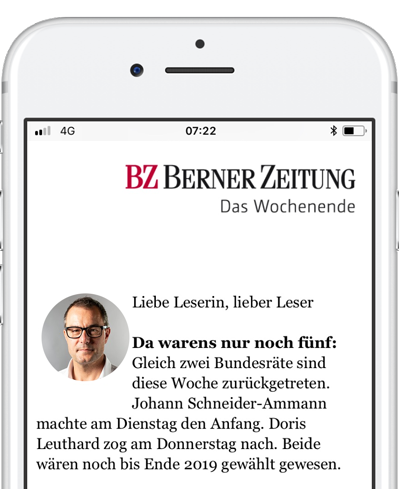 4G 07:22
BZ BERNER ZEITUNG
Das Wochenende
Liebe Leserin, lieber Leser
Da warens nur noch fünf:
Gleich zwei Bundesräte sind
diese Woche zurückgetreten.
Johann Schneider-Ammann
machte am Dienstag den Anfang. Doris
Leuthard zog am Donnerstag nach. Beide
wären noch bis Ende 2019 gewählt gewesen.